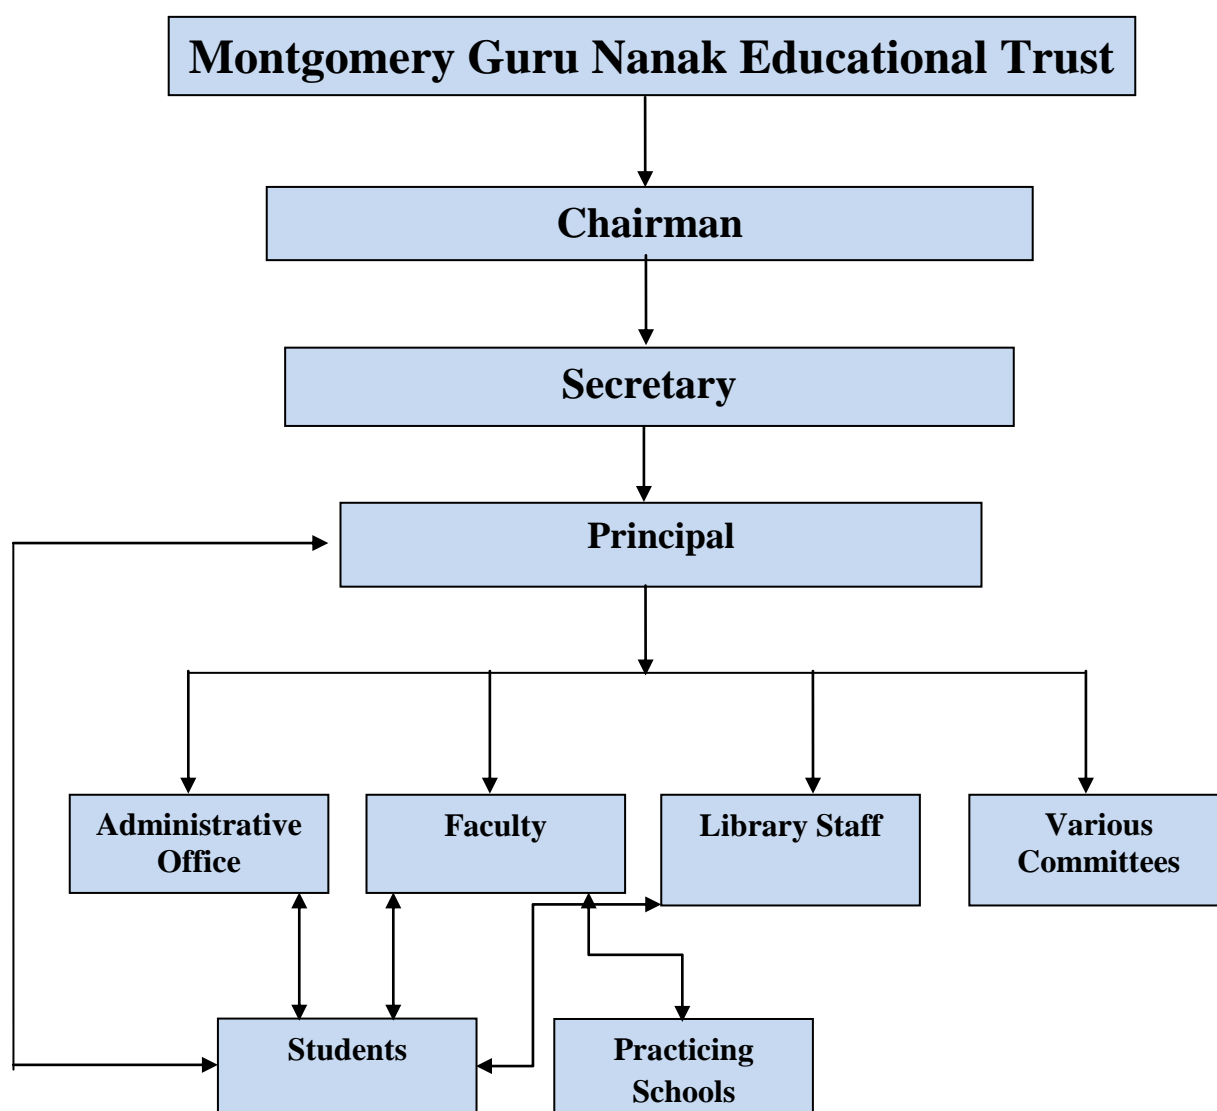 Montgomery Guru Nanak Educational Trust
Chairman
Secretary
Principal
Administrative
Office
Faculty
Library Staff
Various
Committees
Students
Practicing
Schools